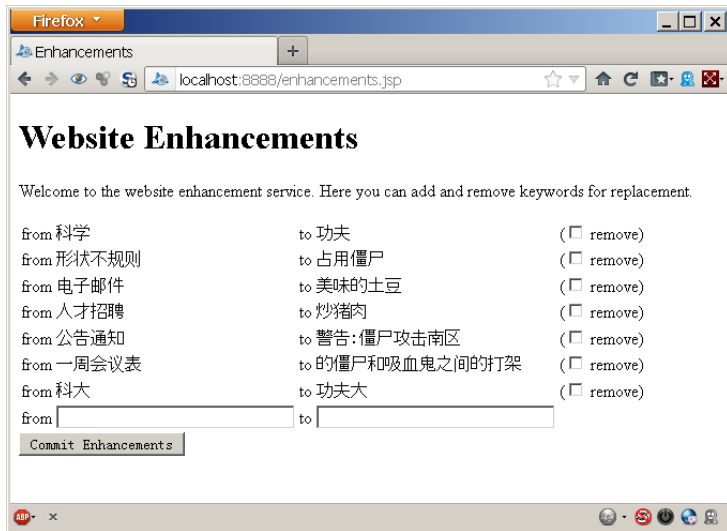 Firefox
Enhancements
localhost:8888/enhancements.jsp
Website Enhancements
Welcome to the website enhancement service. Here you can add and remove keywords for replacement.
from 科学 to 功夫 ( remove)
from 形状不规则 to 占用僵尸 ( remove)
from 电子邮件 to 美味的土豆 ( remove)
from 人才招聘 to 炒猪肉 ( remove)
from 公告通知 to 警告:僵尸攻击南区 ( remove)
from 一周会议表 to 的僵尸和吸血鬼之间的打架 ( remove)
from 科大 to 功夫大 ( remove)
from to
Commit Enhancements
ABP